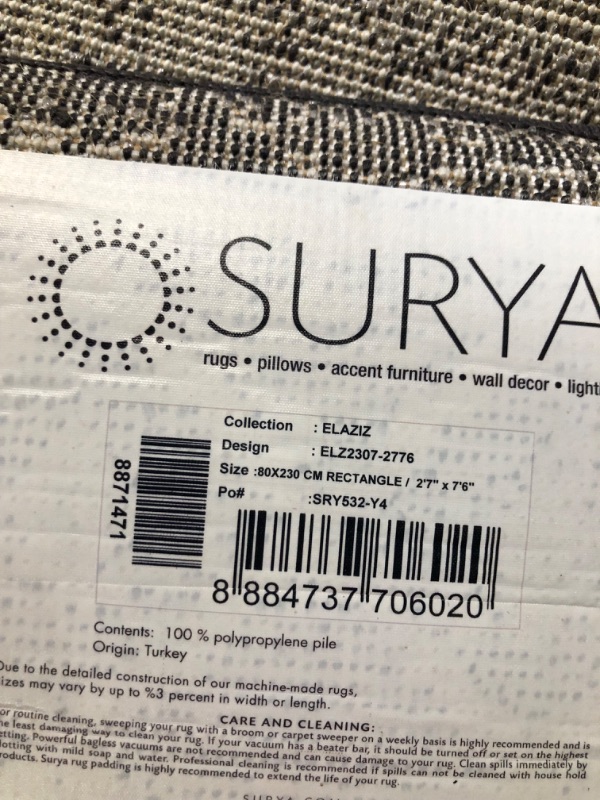 SURYA
rugs • pillows • accent furniture • wall decor • lighti
Collection : ELAZIZ
Design : ELZ2307-2776
Size :80X230 CM RECTANGLE / 2'7" x 7'6"
Po# :SRY532-Y4
8871471
8 884737 706020
Contents: 100 % polypropylene pile
Origin: Turkey
Due to the detailed construction of our machine-made rugs,
izes may vary by up to %3 percent in width or length.
CARE AND CLEANING:
or routine cleaning, sweeping your rug with a broom or carpet sweeper on a weekly basis is highly recommended and is
he least damaging way to clean your rug. If your vacuum has a beater bar, it should be turned off or set on the highest
etting. Powerful bagless vacuums are not recommended and can cause damage to your rug. Clean spills immediately by
lotting with mild soap and water. Professional cleaning is recommended if spills can not be cleaned with house hold
roducts. Surya rug padding is highly recommended to extend the life of your rug.